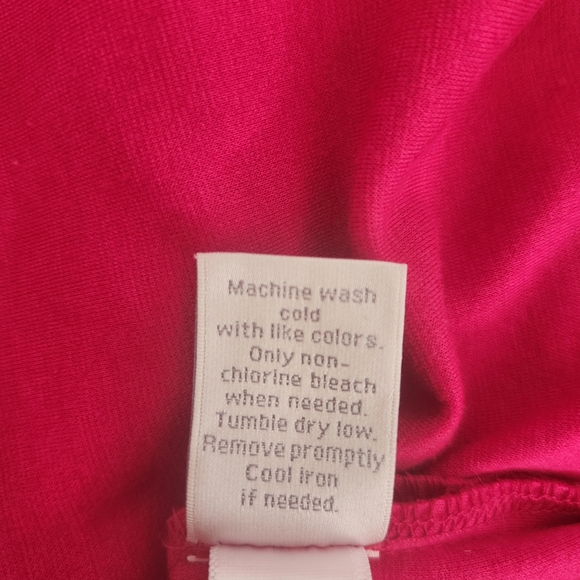 Machine wash
cold
with like colors.
Only non-
chlorine bleach
when needed.
Tumble dry low.
Remove promptly
Cool iron
if needed.